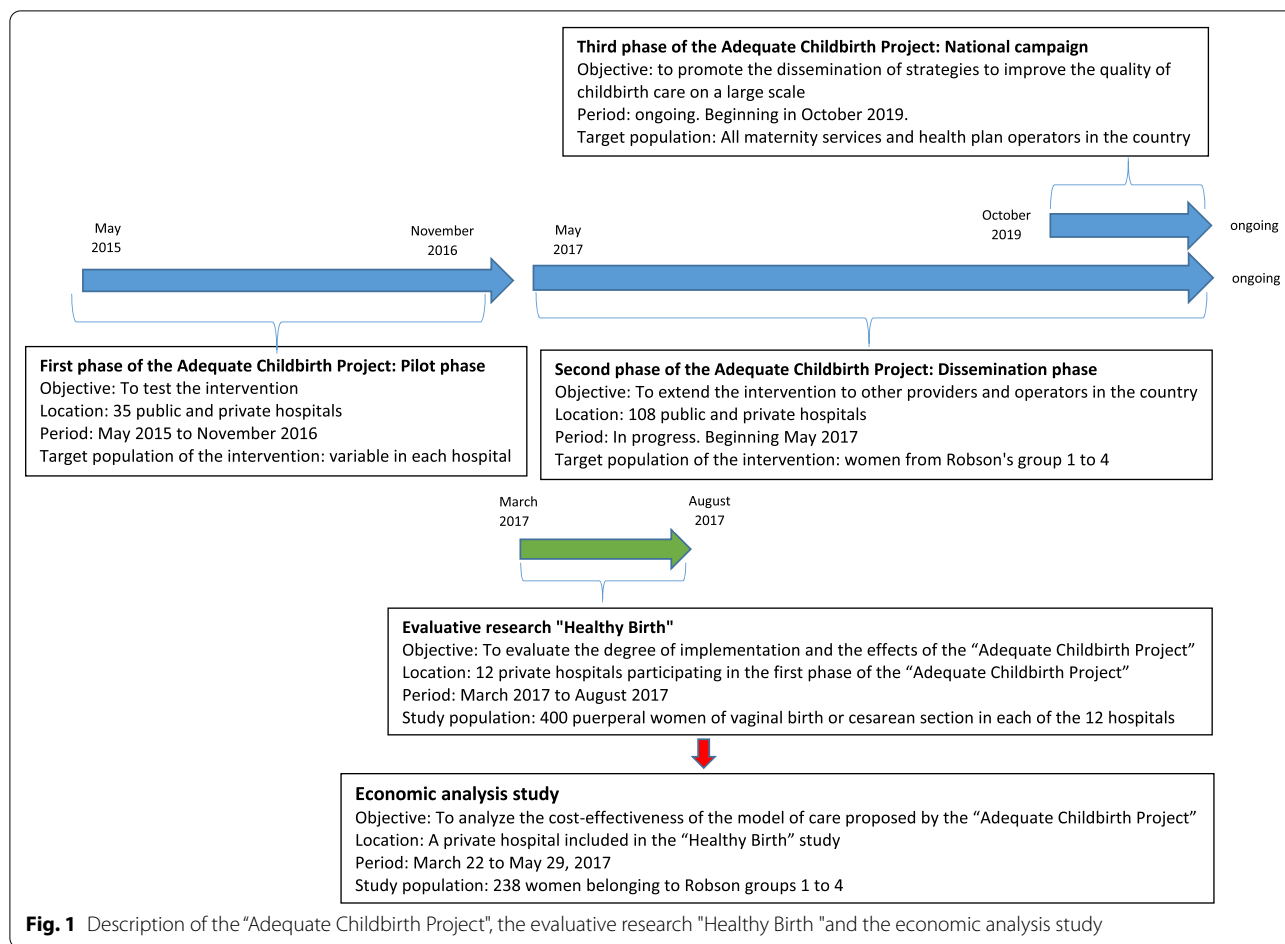 Third phase of the Adequate Childbirth Project: National campaign
Objective: to promote the dissemination of strategies to improve the quality of
childbirth care on a large scale
Period: ongoing. Beginning in October 2019.
Target population: All maternity services and health plan operators in the country
May
2015
November
2016
May
2017
October
2019
ongoing
ongoing
First phase of the Adequate Childbirth Project: Pilot phase
Objective: To test the intervention
Location: 35 public and private hospitals
Period: May 2015 to November 2016
Target population of the intervention: variable in each hospital
Second phase of the Adequate Childbirth Project: Dissemination phase
Objective: To extend the intervention to other providers and operators in the country
Location: 108 public and private hospitals
Period: In progress. Beginning May 2017
Target population of the intervention: women from Robson's group 1 to 4
March
2017
August
2017
Evaluative research "Healthy Birth"
Objective: To evaluate the degree of implementation and the effects of the “Adequate Childbirth Project”
Location: 12 private hospitals participating in the first phase of the “Adequate Childbirth Project”
Period: March 2017 to August 2017
Study population: 400 puerperal women of vaginal birth or cesarean section in each of the 12 hospitals
Economic analysis study
Objective: To analyze the cost-effectiveness of the model of care proposed by the “Adequate Childbirth Project”
Location: A private hospital included in the “Healthy Birth” study
Period: March 22 to May 29, 2017
Study population: 238 women belonging to Robson groups 1 to 4
Fig. 1 Description of the “Adequate Childbirth Project", the evaluative research "Healthy Birth "and the economic analysis study